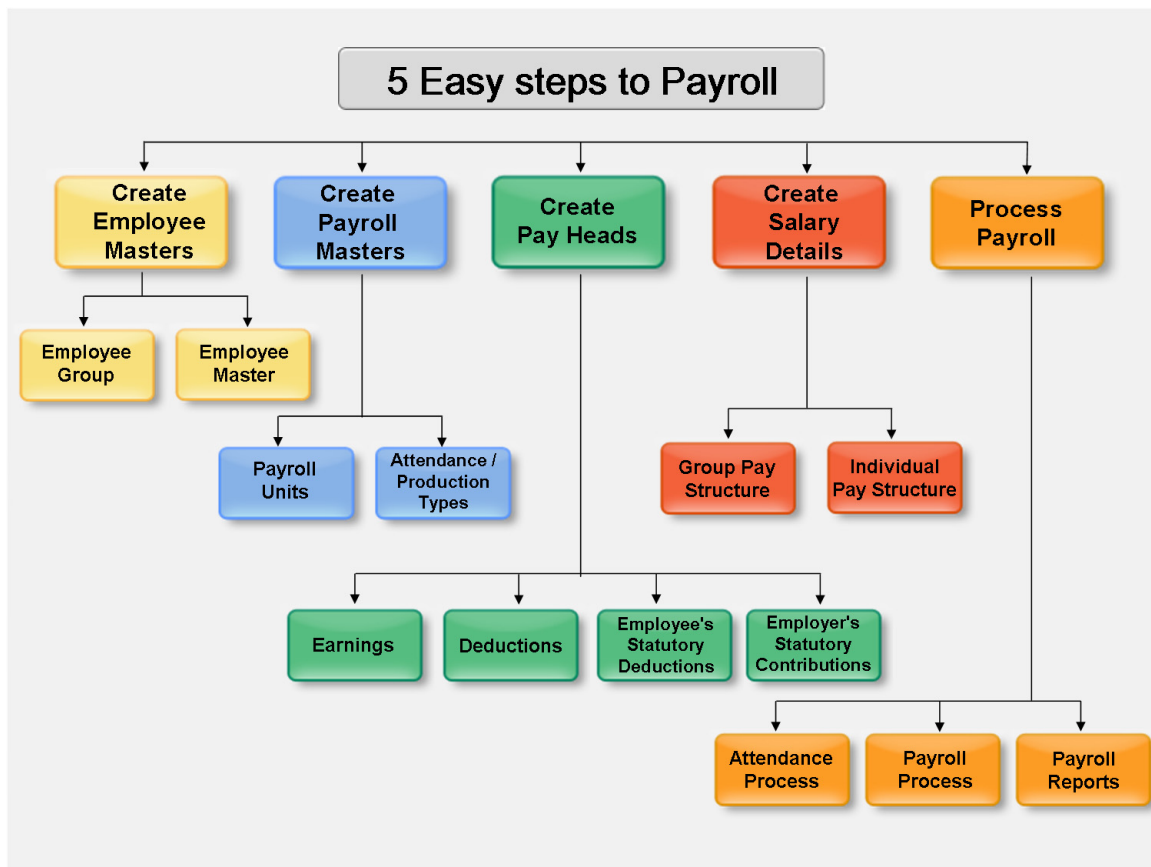 5 Easy steps to Payroll
Create
Employee
Masters
Create
Payroll
Masters
Create
Pay Heads
Create
Salary
Details
Process
Payroll
Employee
Group
Employee
Master
Payroll
Units
Attendance /
Production
Types
Group Pay
Structure
Individual
Pay Structure
Earnings
Deductions
Employee's
Statutory
Deductions
Employer's
Statutory
Contributions
Attendance
Process
Payroll
Process
Payroll
Reports